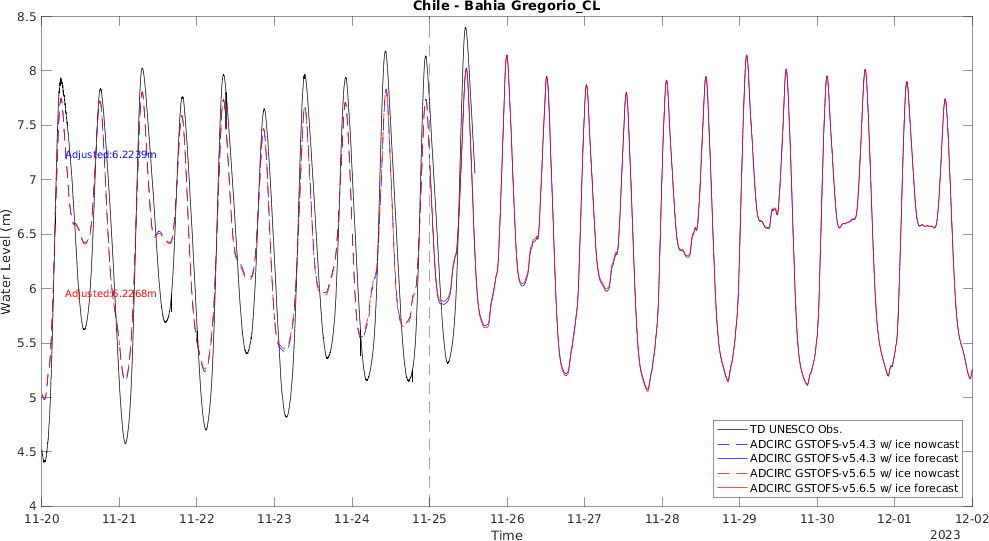 Chile - Bahia Gregorio_CL
8.5
8
7.5
7
6.5
6
5.5
5
4.5
4
Water Level (m)
Adjusted:6.2239m
Adjusted:6.2268m
TD UNESCO Obs.
ADCIRC GSTOFS-v5.4.3 w/ ice nowcast
ADCIRC GSTOFS-v5.4.3 w/ ice forecast
ADCIRC GSTOFS-v5.6.5 w/ ice nowcast
ADCIRC GSTOFS-v5.6.5 w/ ice forecast
11-20 11-21 11-22 11-23 11-24 11-25 11-26 11-27 11-28 11-29 11-30 12-01 12-02
Time
2023